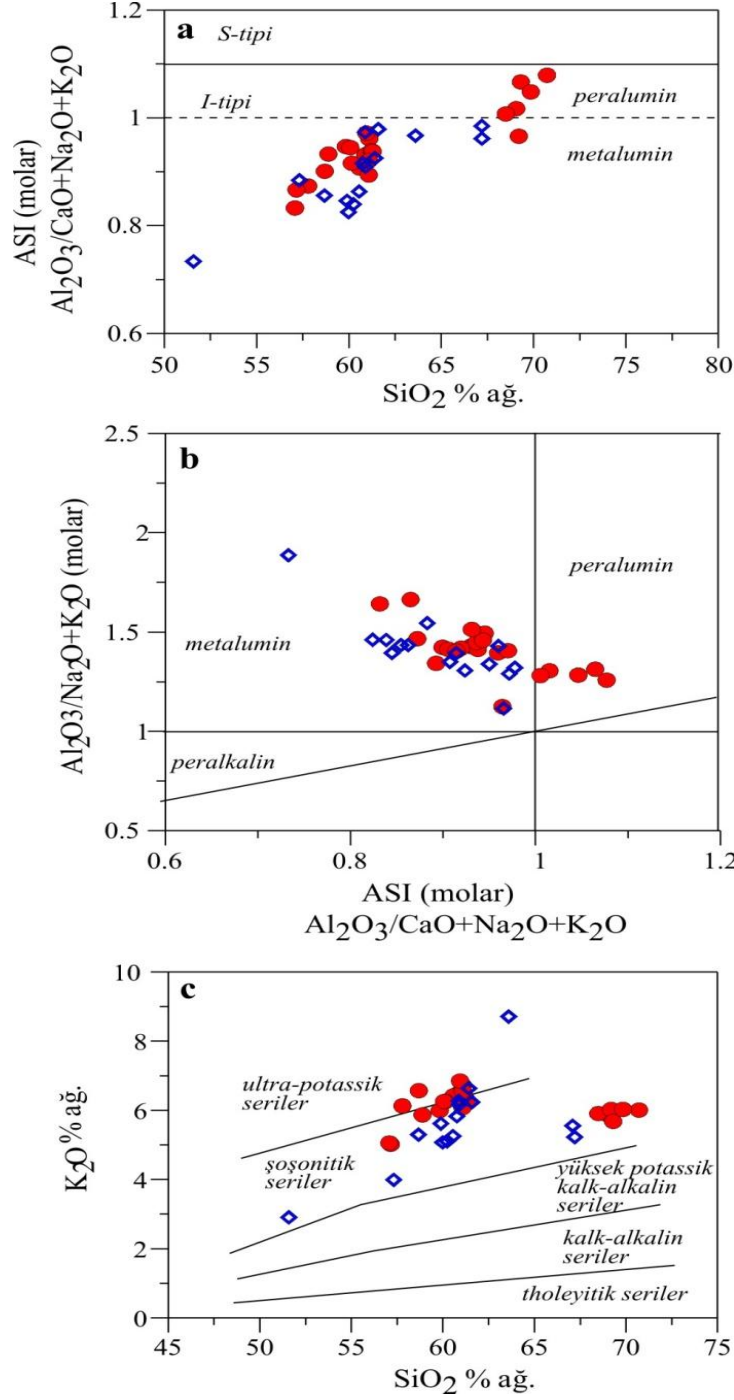 a
S-tipi
I-tipi
peralumin
metalumin
1.2
1
0.8
0.6
50
55
60
65
70
75
80
ASI (molar)
Al2O3/CaO+Na2O+K2O
SiO2 % ağ.
b
peralumin
metalumin
peralkalin
2.5
2
1.5
1
0.5
0.6
0.8
1
1.2
Al2O3/Na2O+K2O (molar)
ASI (molar)
Al2O3/CaO+Na2O+K2O
c
ultra-potassik
seriler
şoşonitik
seriler
yüksek potassik
kalk-alkalin
seriler
kalk-alkalin
seriler
tholeyitik seriler
10
8
6
4
2
0
45
50
55
60
65
70
75
K2O % ağ.
SiO2 % ağ.